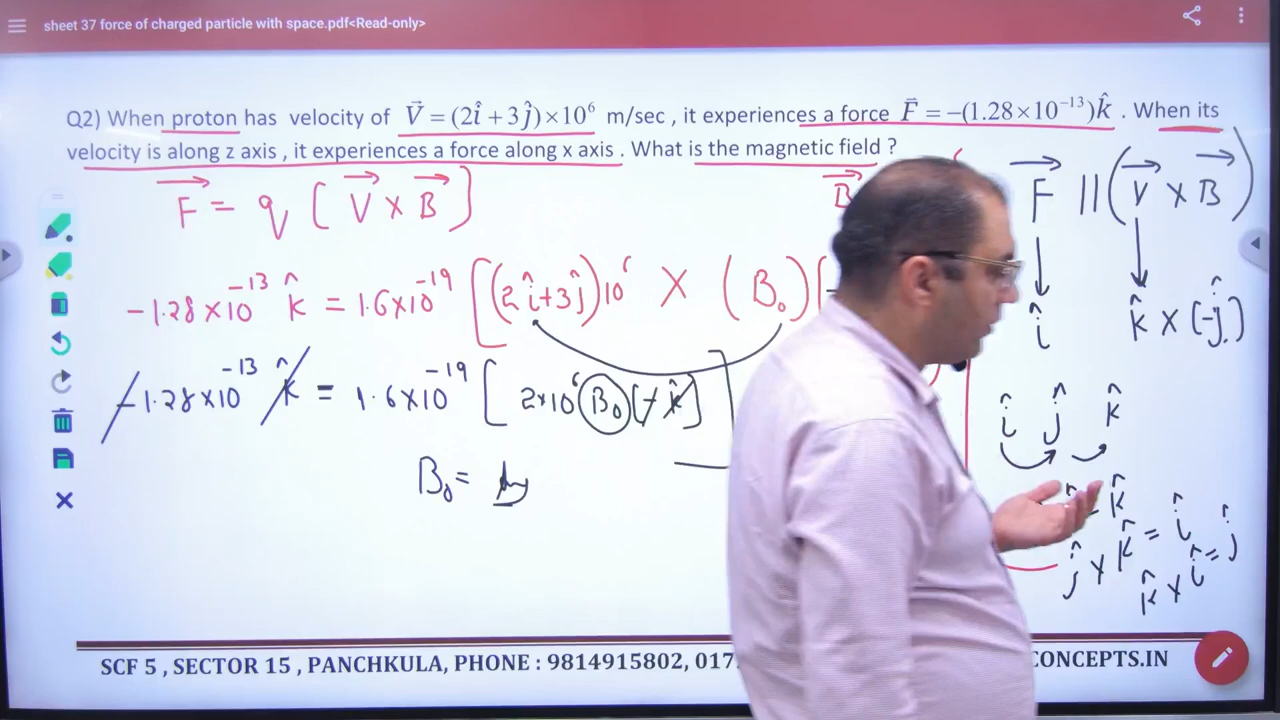 sheet 37 force of charged particle with space.pdf<Read-only>
Q2) When proton has velocity of V⃗ = (2î + 3ĵ)×10⁶ m/sec , it experiences a force F⃗ = −(1.28×10⁻¹³)k̂ . When its
velocity is along z axis , it experiences a force along x axis . What is the magnetic field ?
F⃗ = q [ V⃗ × B⃗ ]
B⃗
F⃗ || (V⃗ × B⃗)
î k̂ × (-ĵ)
-1.28×10⁻¹³ k̂ = 1.6×10⁻¹⁹ [(2î+3ĵ)10⁶ × (B₀)(-
-1.28×10⁻¹³ k̂ = 1.6×10⁻¹⁹ [ 2×10⁶ B₀ (-k̂) ]
B₀ =
î ĵ k̂
k̂
ĵ × k̂ = î
k̂ × î = ĵ
SCF 5 , SECTOR 15 , PANCHKULA, PHONE : 9814915802, 017
CONCEPTS.IN